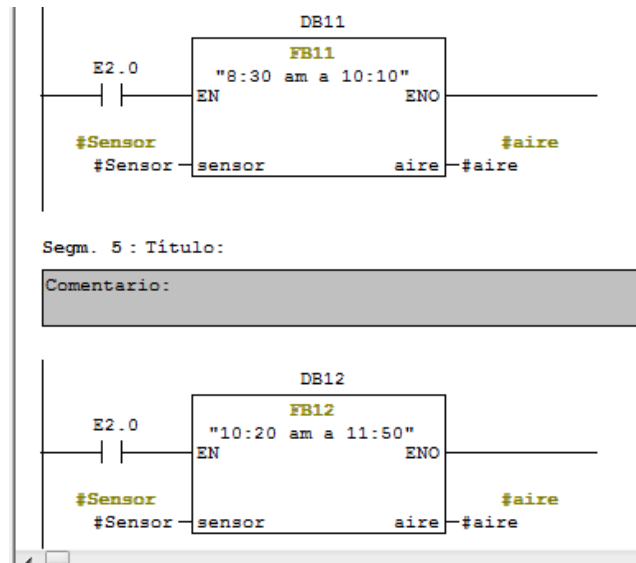 DB11
FB11
E2.0
"8:30 am a 10:10"
EN ENO
#Sensor #aire
#Sensor sensor aire #aire
Segm. 5 : Título:
Comentario:
DB12
FB12
E2.0
"10:20 am a 11:50"
EN ENO
#Sensor #aire
#Sensor sensor aire #aire